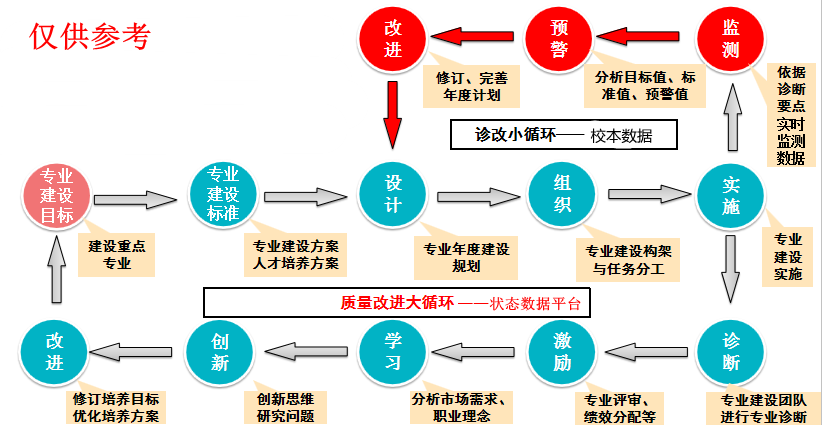 仅供参考
改
进
预
警
监
测
修订、完善
年度计划
分析目标值、标
准值、预警值
依据
诊断
要点
实时
监测
数据
诊改小循环—— 校本数据
专业
建设
目标
专业
建设
标准
设
计
组
织
实
施
建设重点
专业
专业建设方案
人才培养方案
专业年度建设
规划
专业建设构架
与任务分工
专业
建设
实施
质量改进大循环 ——状态数据平台
改
进
创
新
学
习
激
励
诊
断
修订培养目标
优化培养方案
创新思维
研究问题
分析市场需求、
职业理念
专业评审、
绩效分配等
专业建设团队
进行专业诊断